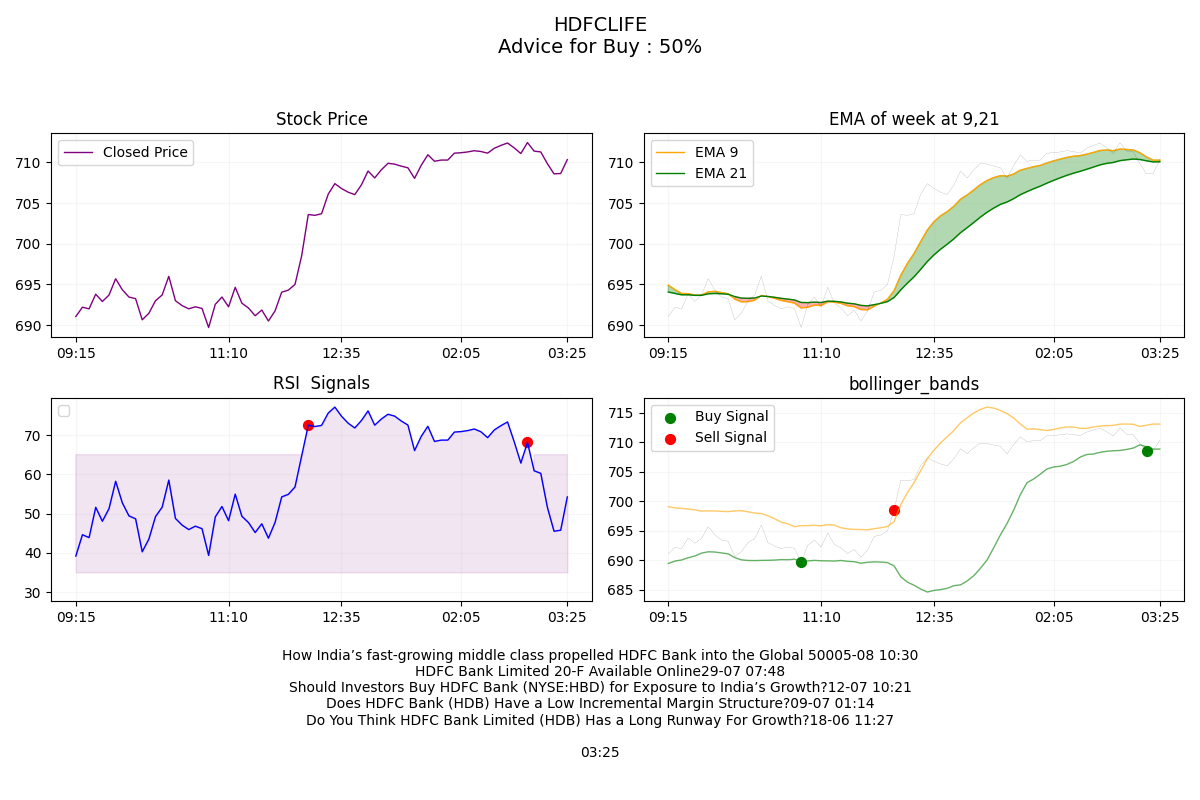 HDFCLIFE
Advice for Buy : 50%
Stock Price
Closed Price
710
705
700
695
690
09:15
11:10
12:35
02:05
03:25
EMA of week at 9,21
EMA 9
EMA 21
710
705
700
695
690
09:15
11:10
12:35
02:05
03:25
RSI  Signals
70
60
50
40
30
09:15
11:10
12:35
02:05
03:25
bollinger_bands
Buy Signal
Sell Signal
715
710
705
700
695
690
685
09:15
11:10
12:35
02:05
03:25
How India’s fast-growing middle class propelled HDFC Bank into the Global 50005-08 10:30
HDFC Bank Limited 20-F Available Online29-07 07:48
Should Investors Buy HDFC Bank (NYSE:HBD) for Exposure to India’s Growth?12-07 10:21
Does HDFC Bank (HDB) Have a Low Incremental Margin Structure?09-07 01:14
Do You Think HDFC Bank Limited (HDB) Has a Long Runway For Growth?18-06 11:27
03:25